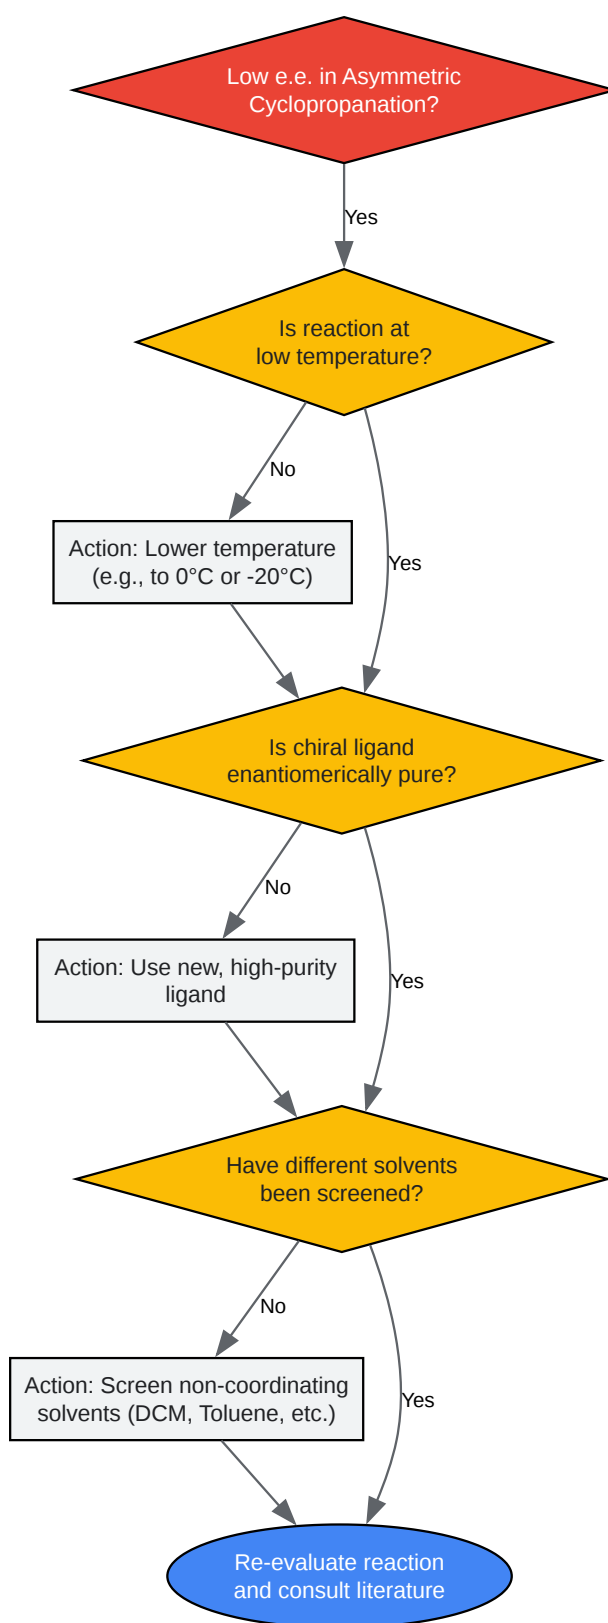 Low e.e. in Asymmetric
Cyclopropanation?
Yes
Is reaction at
low temperature?
No
Action: Lower temperature
(e.g., to 0°C or -20°C)
Yes
Is chiral ligand
enantiomerically pure?
No
Action: Use new, high-purity
ligand
Yes
Have different solvents
been screened?
No
Action: Screen non-coordinating
solvents (DCM, Toluene, etc.)
Yes
Re-evaluate reaction
and consult literature